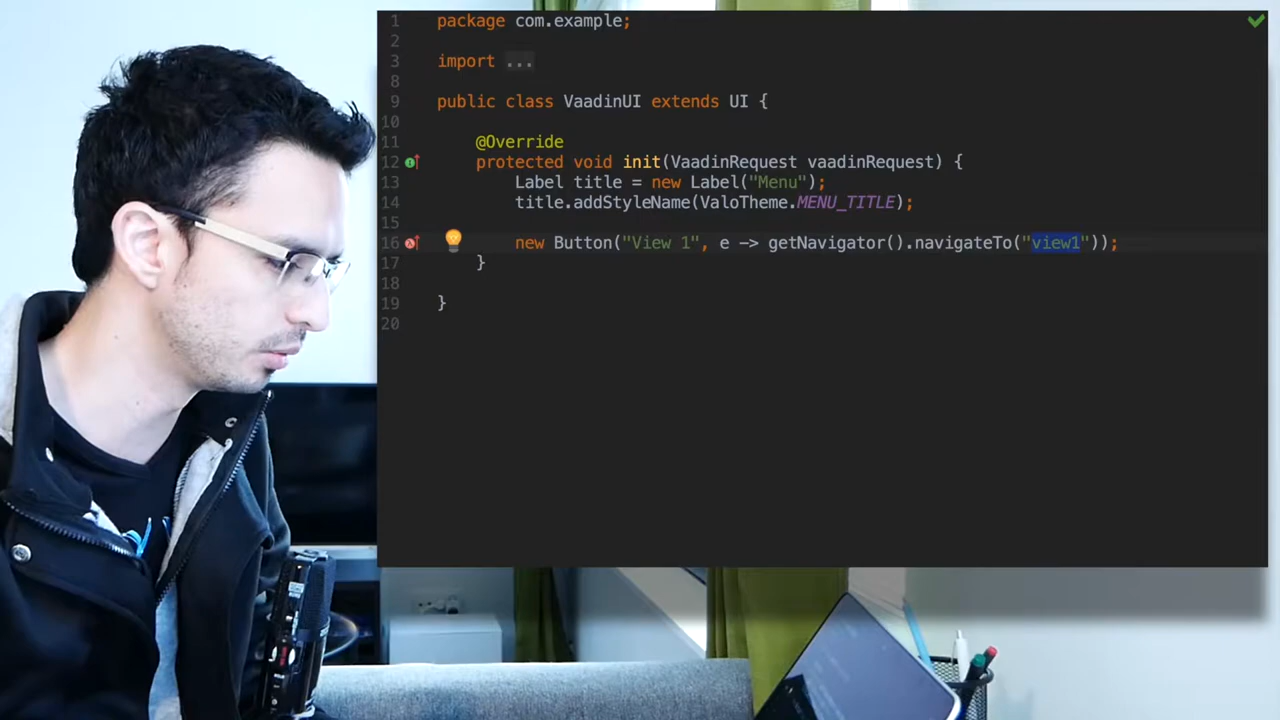 1 package com.example;
2
3 import ...
8
9 public class VaadinUI extends UI {
10
11 @Override
12 protected void init(VaadinRequest vaadinRequest) {
13 Label title = new Label("Menu");
14 title.addStyleName(ValoTheme.MENU_TITLE);
15
16 new Button("View 1", e -> getNavigator().navigateTo("view1"));
17 }
18
19 }
20